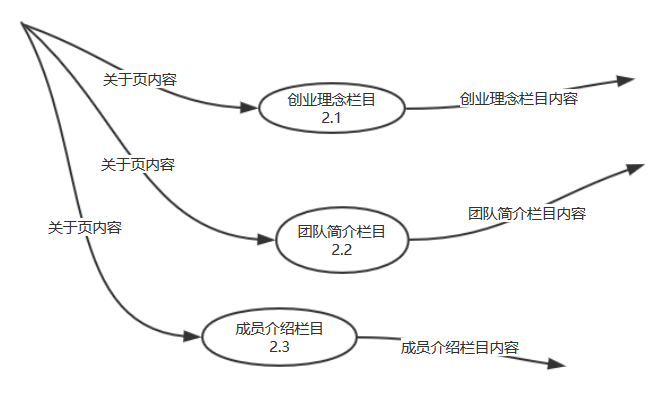 关于页内容
创业理念栏目
2.1
创业理念栏目内容
关于页内容
团队简介栏目
2.2
团队简介栏目内容
关于页内容
成员介绍栏目
2.3
成员介绍栏目内容